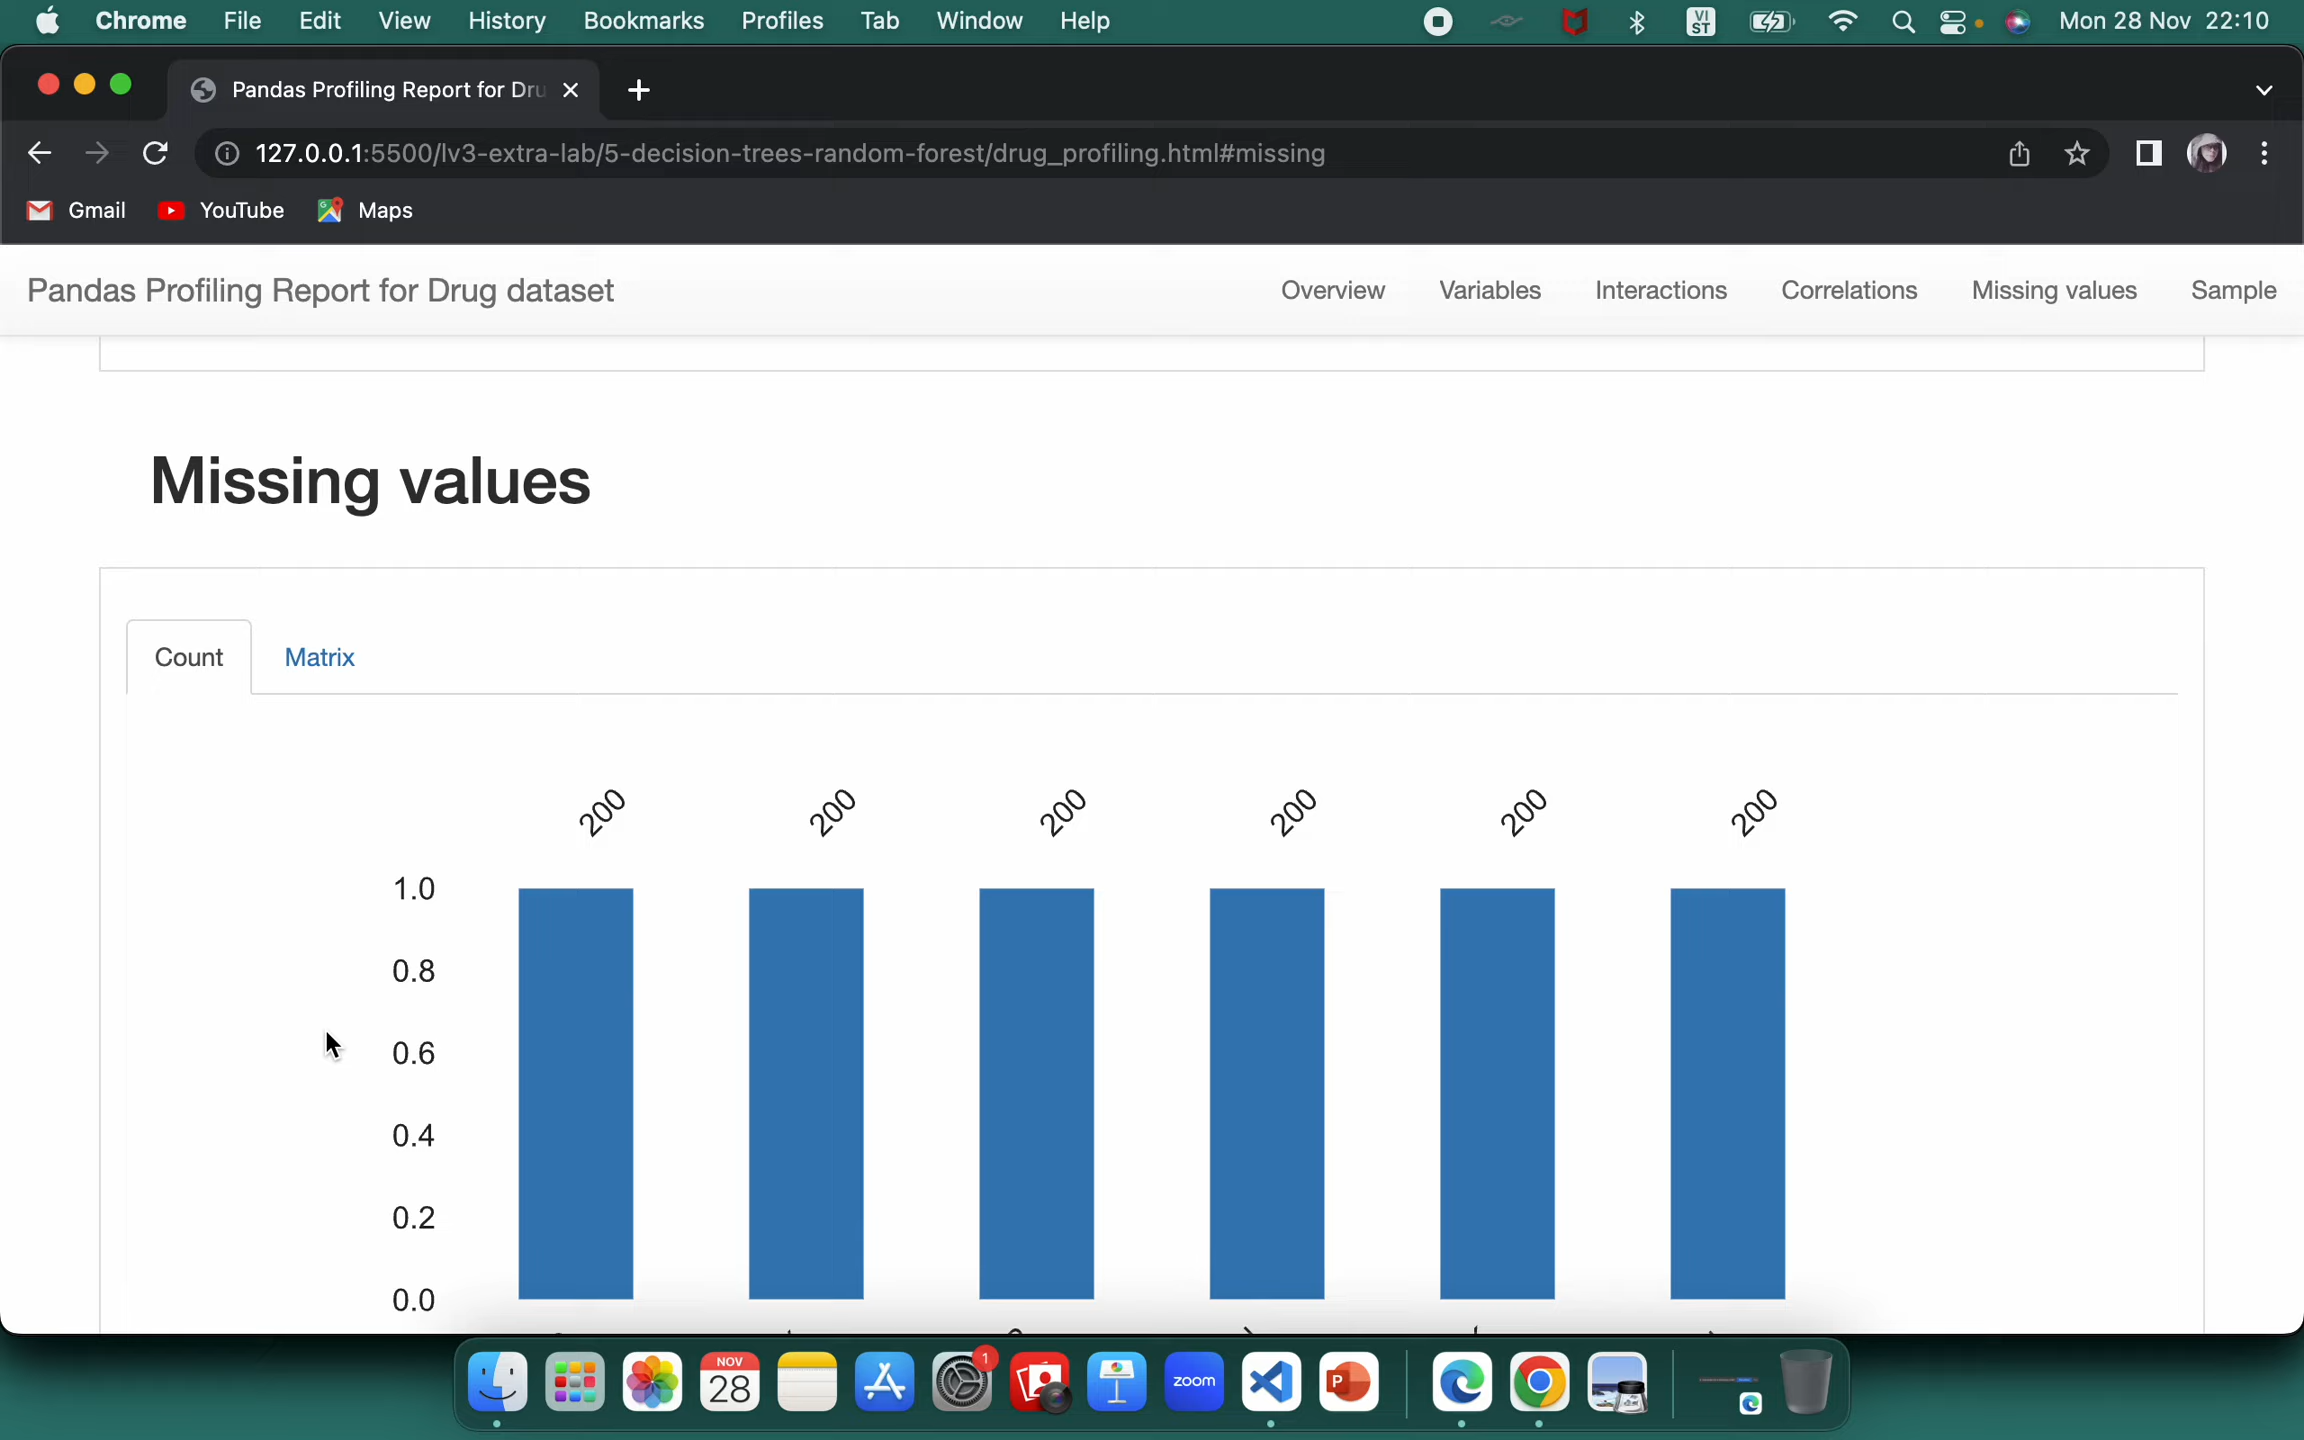 Chrome File Edit View History Bookmarks Profiles Tab Window Help VI ST Mon 28 Nov 22:10
Pandas Profiling Report for Dru
127.0.0.1:5500/lv3-extra-lab/5-decision-trees-random-forest/drug_profiling.html#missing
Gmail YouTube Maps
Pandas Profiling Report for Drug dataset Overview Variables Interactions Correlations Missing values Sample
Missing values
Count Matrix
200 200 200 200 200 200
1.0
0.8
0.6
0.4
0.2
0.0
NOV
28
1
zoom
P